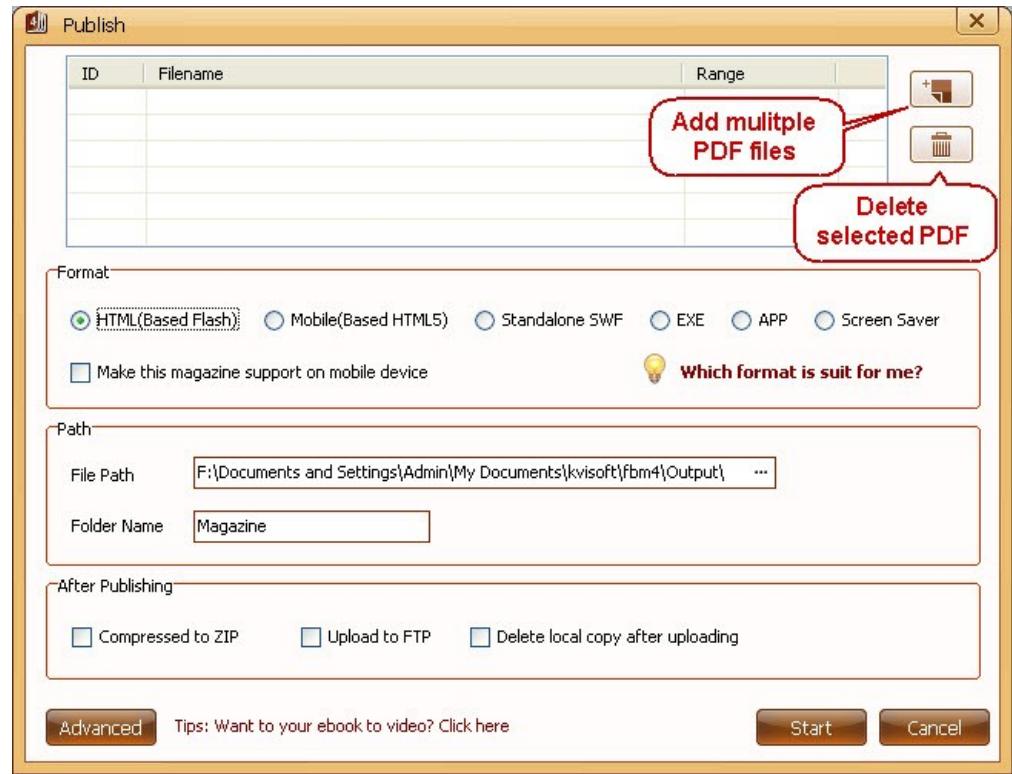 Publish
ID Filename Range
Add mulitple
PDF files
Delete
selected PDF
Format
HTML(Based Flash) Mobile(Based HTML5) Standalone SWF EXE APP Screen Saver
Make this magazine support on mobile device Which format is suit for me?
Path
File Path F:\Documents and Settings\Admin\My Documents\kvisoft\fbm4\Output\ ...
Folder Name Magazine
After Publishing
Compressed to ZIP Upload to FTP Delete local copy after uploading
Advanced Tips: Want to your ebook to video? Click here Start Cancel